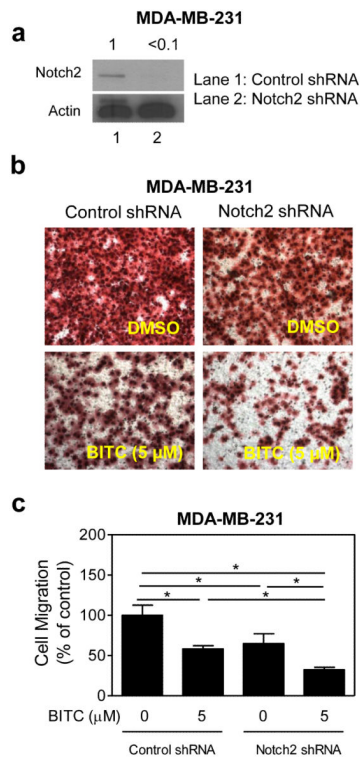 a
MDA-MB-231
1 <0.1
Notch2
Actin
1 2
Lane 1: Control shRNA
Lane 2: Notch2 shRNA
b
MDA-MB-231
Control shRNA Notch2 shRNA
DMSO DMSO
BITC (5 µM) BITC (5 µM)
c
MDA-MB-231
Cell Migration
(% of control)
200
150
100
50
0
* 
* *
* *
BITC (µM) 0 5 0 5
Control shRNA Notch2 shRNA